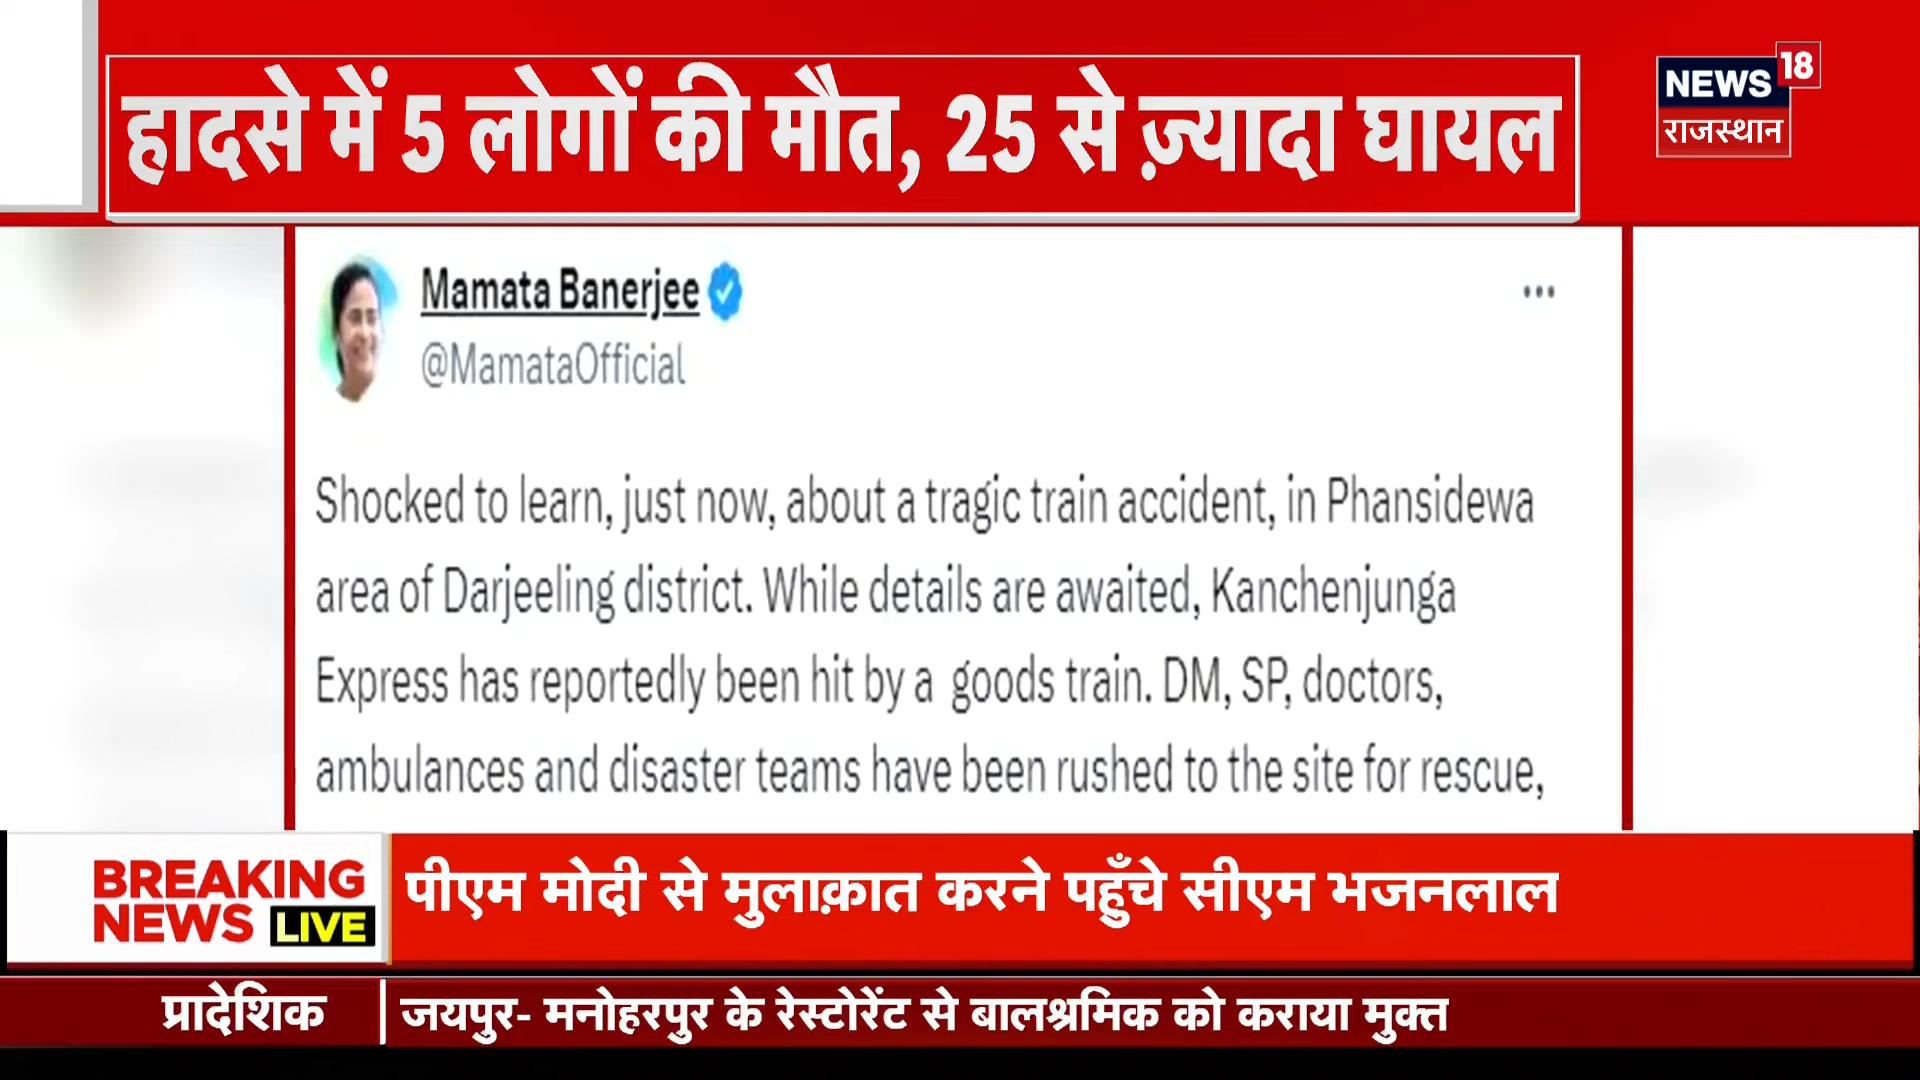 हादसे में 5 लोगों की मौत, 25 से ज़्यादा घायल
NEWS 18
राजस्थान
Mamata Banerjee
@MamataOfficial
Shocked to learn, just now, about a tragic train accident, in Phansidewa
area of Darjeeling district. While details are awaited, Kanchenjunga
Express has reportedly been hit by a goods train. DM, SP, doctors,
ambulances and disaster teams have been rushed to the site for rescue,
BREAKING
NEWS LIVE
पीएम मोदी से मुलाक़ात करने पहुँचे सीएम भजनलाल
प्रादेशिक
जयपुर- मनोहरपुर के रेस्टोरेंट से बालश्रमिक को कराया मुक्त